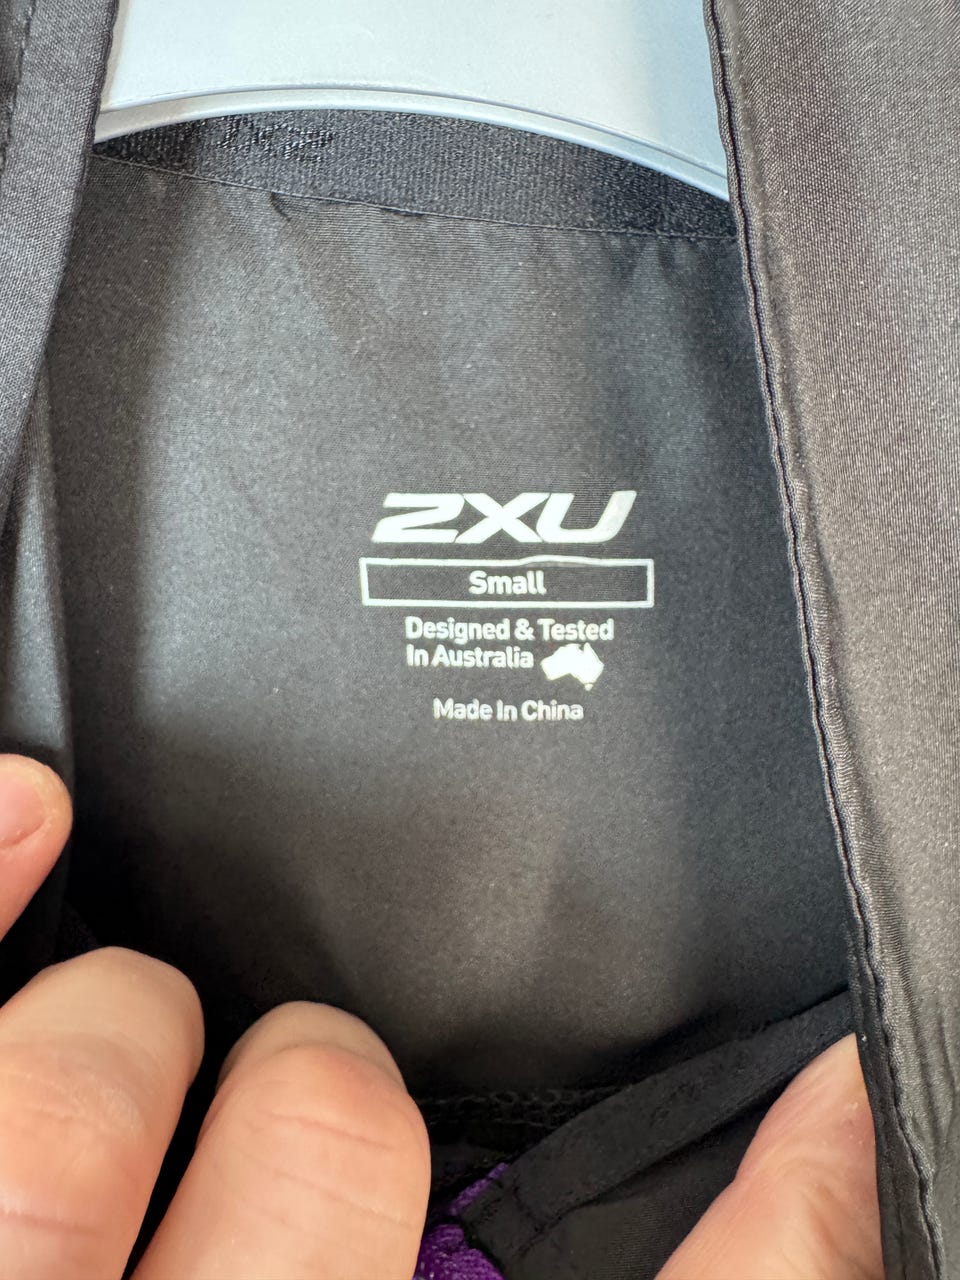 2XU
Small
Designed & Tested
In Australia
Made In China